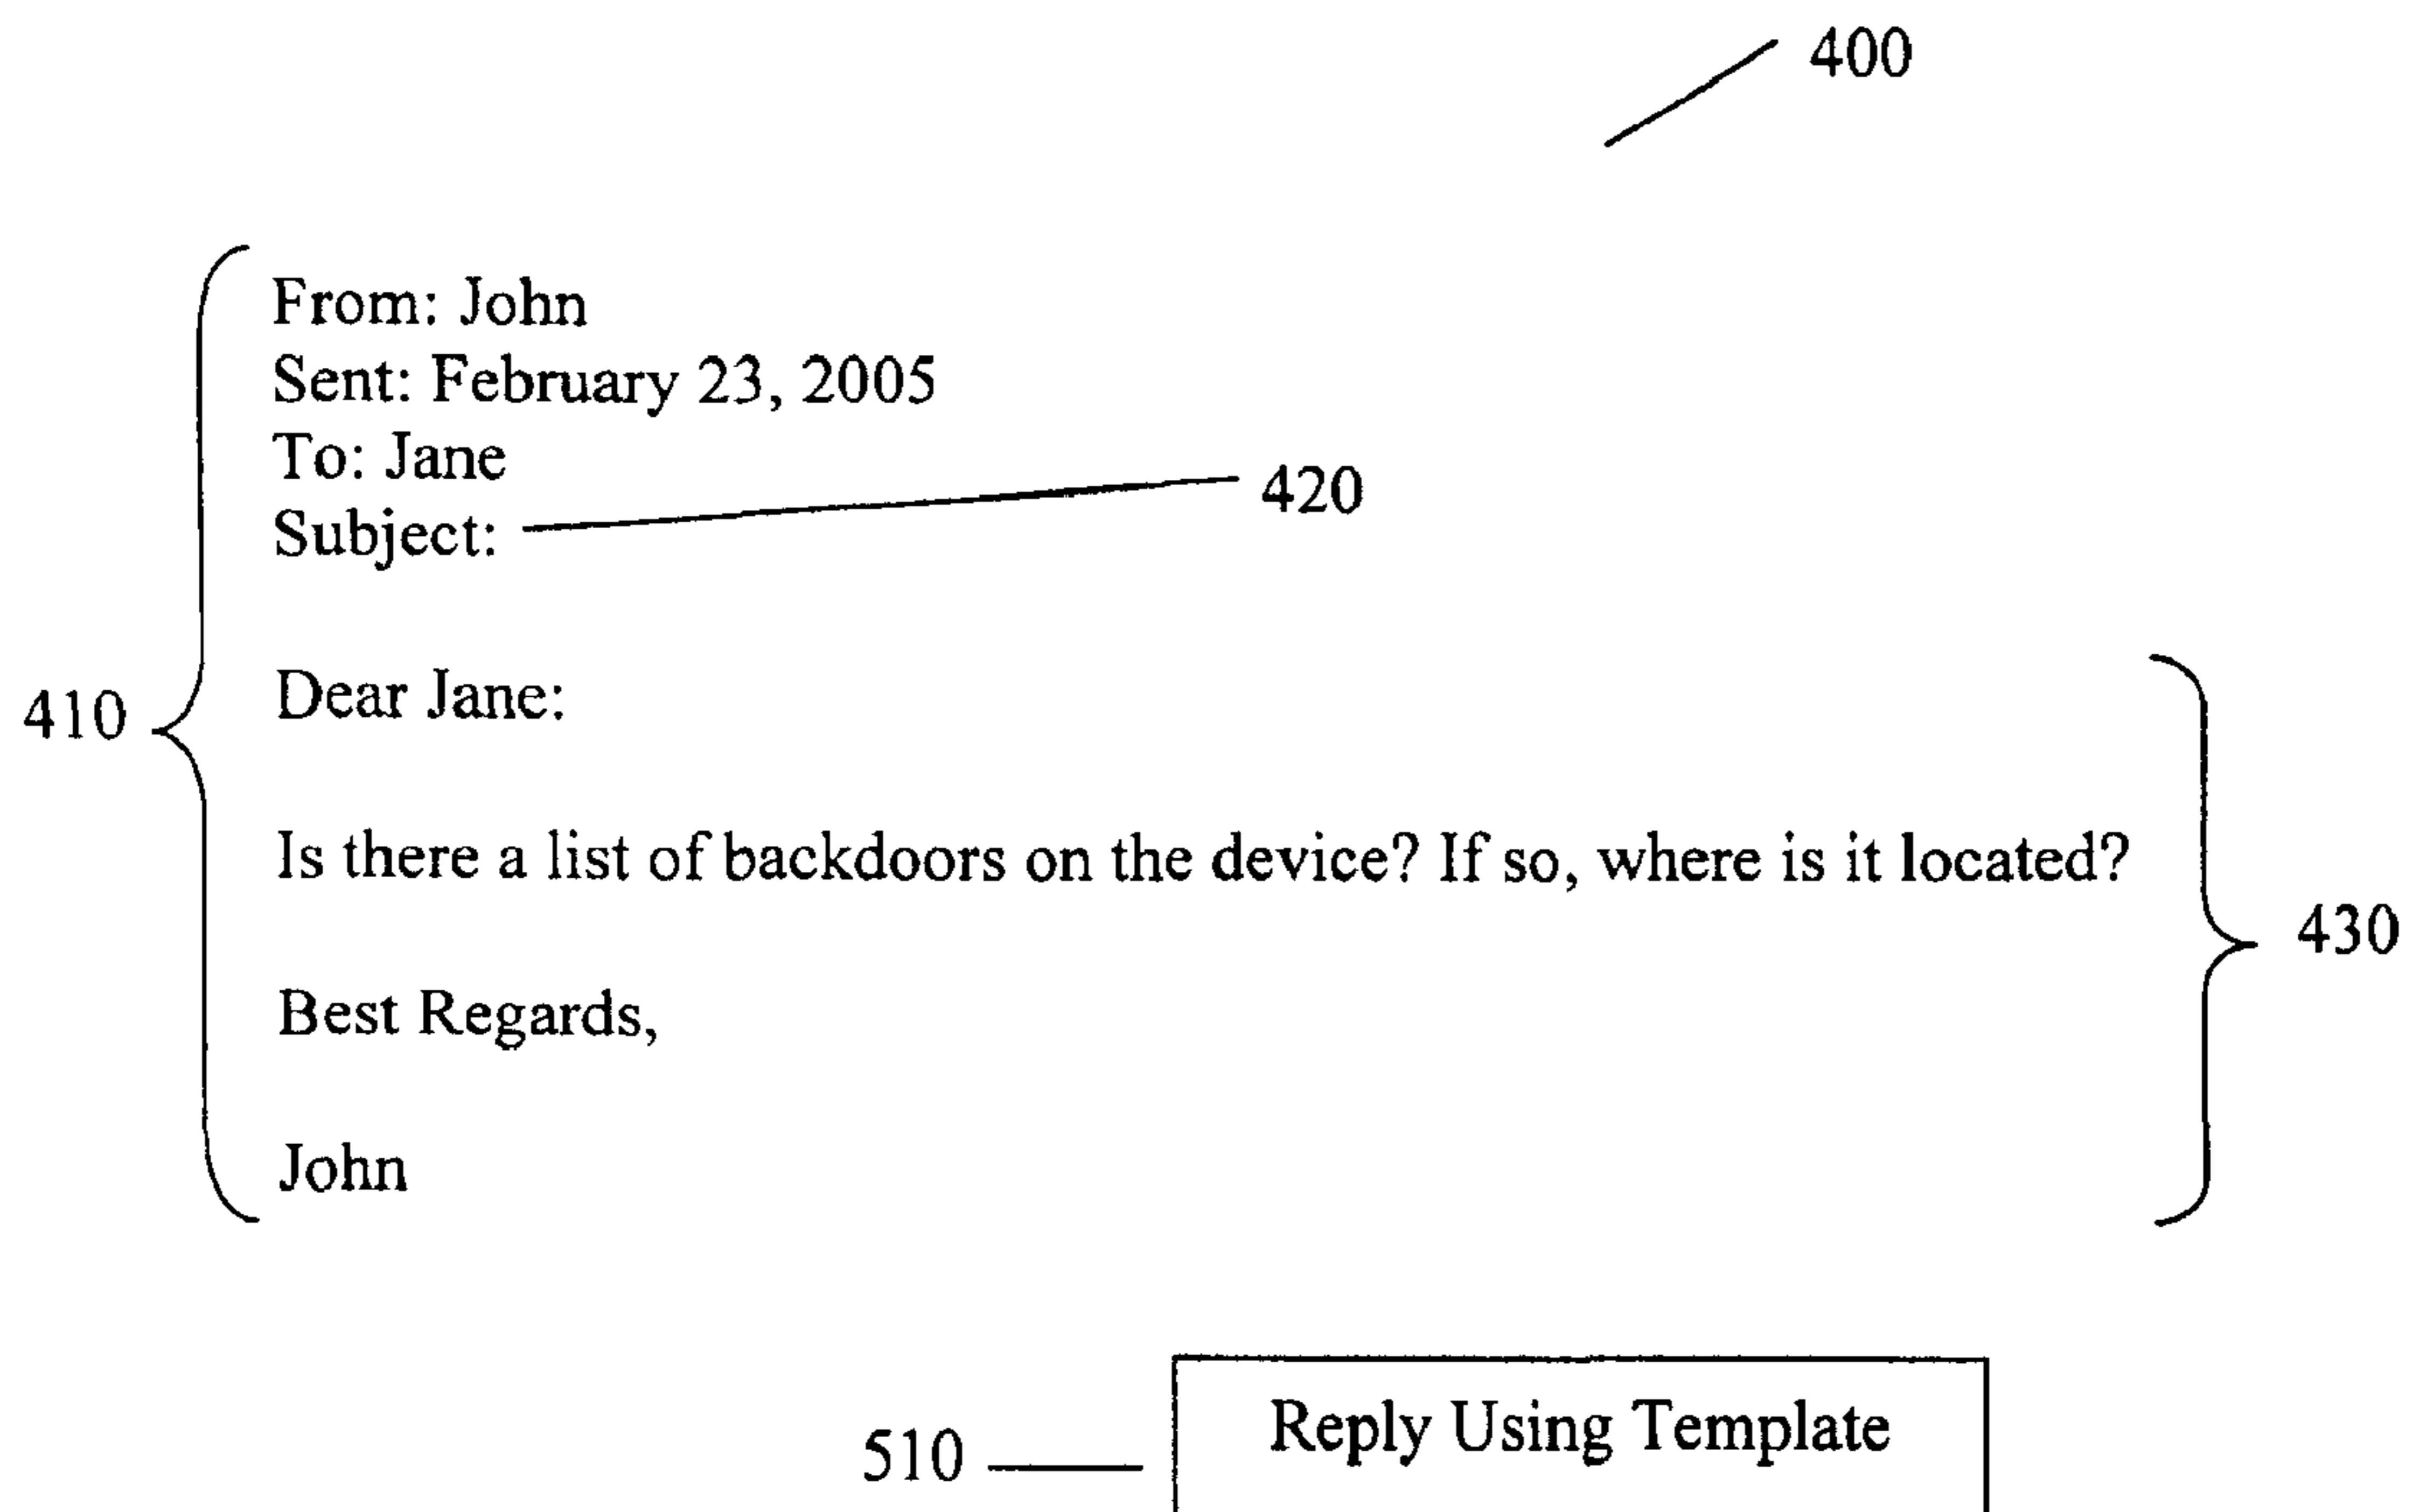 400
From: John
Sent: February 23, 2005
To: Jane
420
Subject:
410
Dear Jane:
Is there a list of backdoors on the device? If so, where is it located?
430
Best Regards,
John
Reply Using Template
510